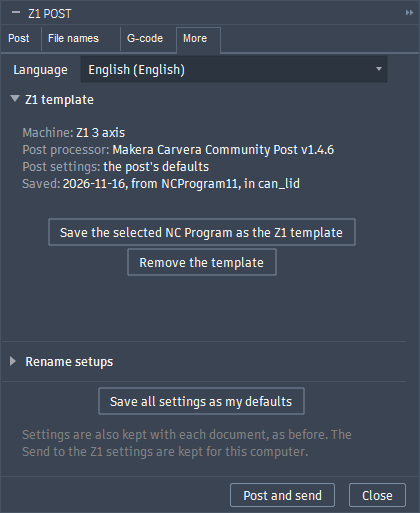 Z1 POST
Post
File names
G-code
More
Language
English (English)
Z1 template
Machine: Z1 3 axis
Post processor: Makera Carvera Community Post v1.4.6
Post settings: the post's defaults
Saved: 2026-11-16, from NCProgram11, in can_lid
Save the selected NC Program as the Z1 template
Remove the template
Rename setups
Save all settings as my defaults
Settings are also kept with each document, as before. The
Send to the Z1 settings are kept for this computer.
Post and send
Close